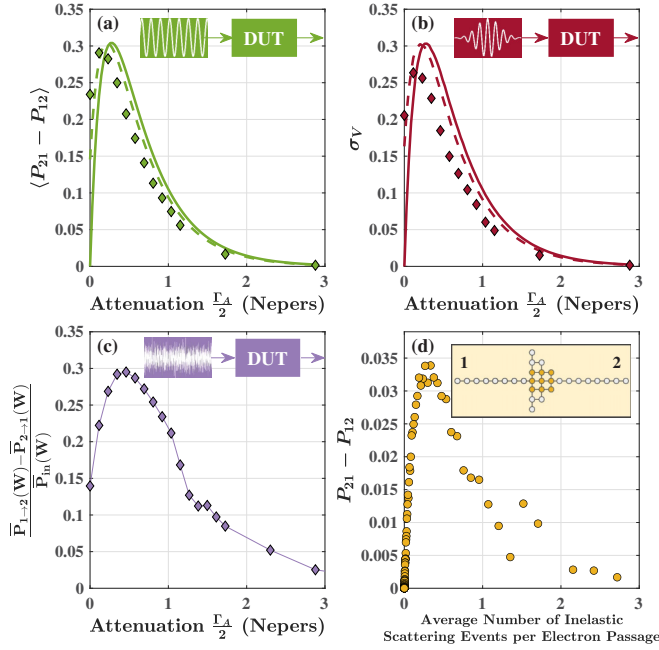 (a)
DUT
0.35
0.3
0.25
0.2
0.15
0.1
0.05
0
⟨P₂₁ − P₁₂⟩
0 1 2 3
Attenuation Γ_A/2 (Nepers)
(b)
DUT
0.35
0.3
0.25
0.2
0.15
0.1
0.05
0
σ_V
0 1 2 3
Attenuation Γ_A/2 (Nepers)
(c)
DUT
0.35
0.3
0.25
0.2
0.15
0.1
0.05
0
P̅₁→₂(W)−P̅₂→₁(W)
P̅ᵢₙ(W)
0 1 2 3
Attenuation Γ_A/2 (Nepers)
(d)
1 2
0.035
0.03
0.025
0.02
0.015
0.01
0.005
0
P₂₁ − P₁₂
0 1 2 3
Average Number of Inelastic
Scattering Events per Electron Passage